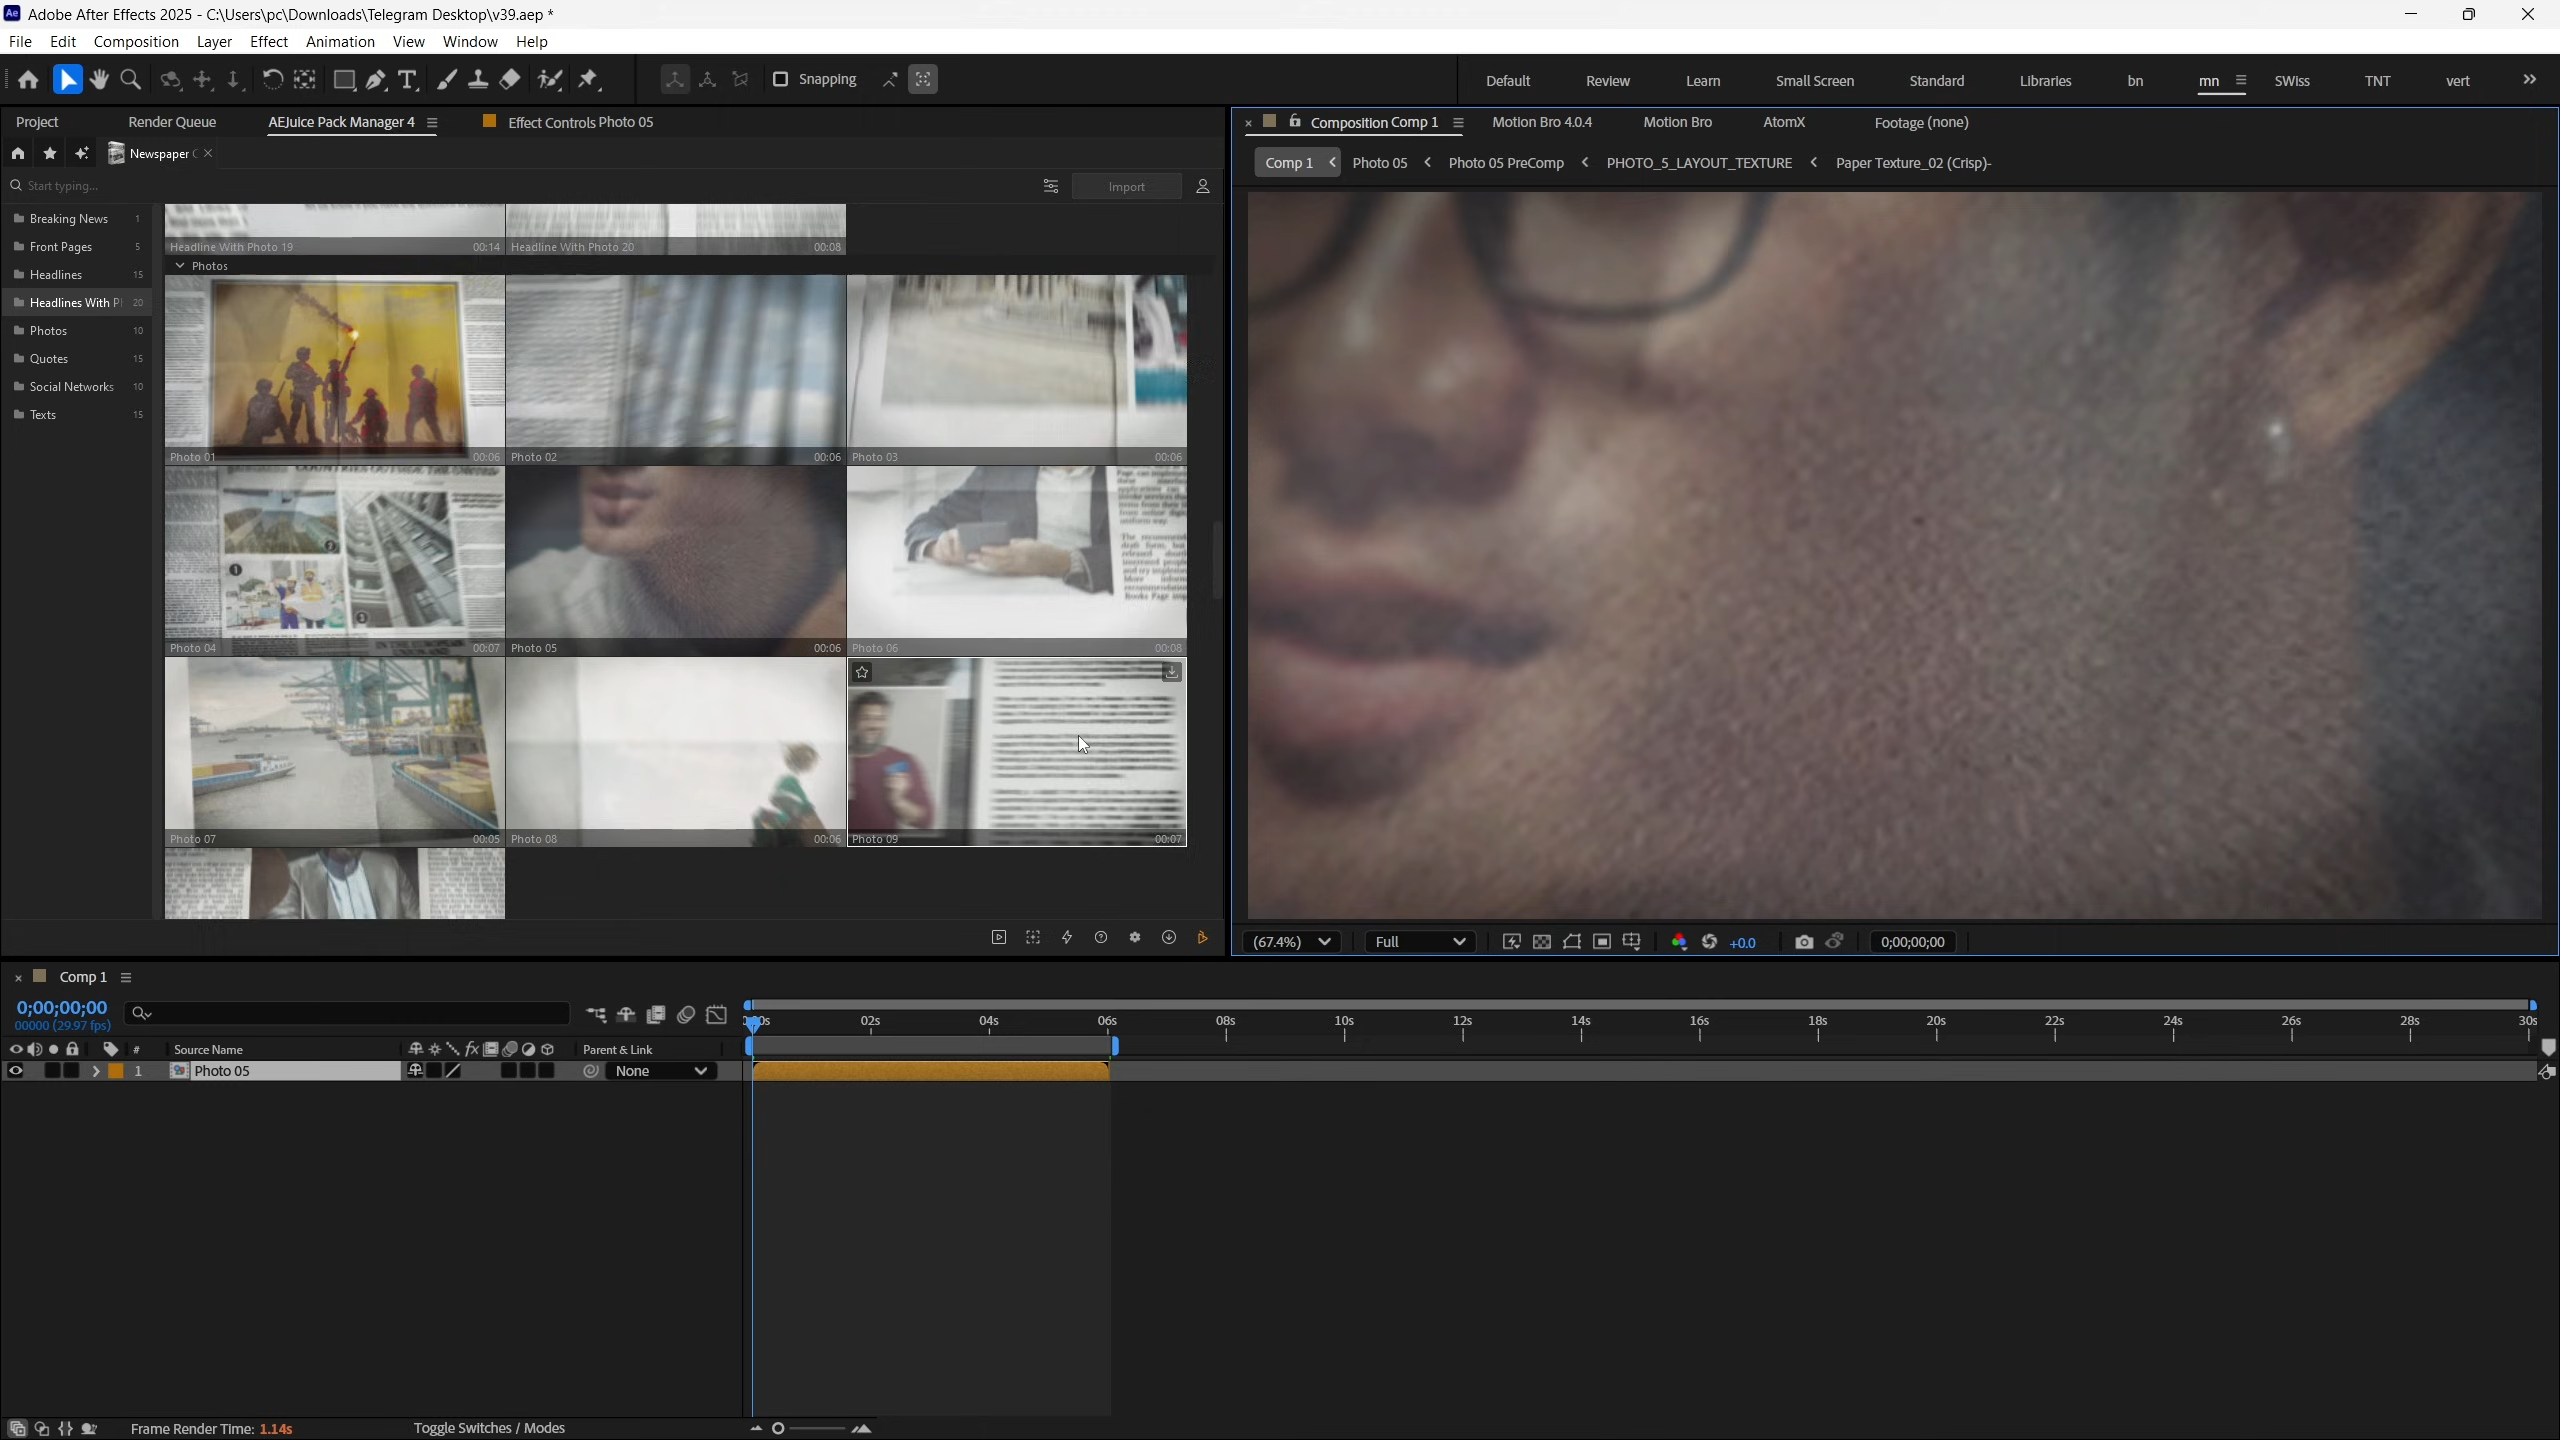 Adobe After Effects 2025 - C:\Users\pc\Downloads\Telegram Desktop\v39.aep *
File Edit Composition Layer Effect Animation View Window Help
Snapping
Default Review Learn Small Screen Standard Libraries bn mn SWiss TNT vert
Project Render Queue AEJuice Pack Manager 4 Effect Controls Photo 05
Newspaper
Start typing...
Import
Breaking News 1
Front Pages 5
Headlines 15
Headlines With P 20
Photos 10
Quotes 15
Social Networks 10
Texts 15
Headline With Photo 19 00:14
Headline With Photo 20 00:08
Photos
Photo 01 00:06
Photo 02 00:06
Photo 03 00:06
Photo 04 00:07
Photo 05 00:06
Photo 06 00:08
Photo 07 00:05
Photo 08 00:06
Photo 09 00:07
Composition Comp 1 Motion Bro 4.0.4 Motion Bro AtomX Footage (none)
Comp 1 Photo 05 Photo 05 PreComp PHOTO_5_LAYOUT_TEXTURE Paper Texture_02 (Crisp)-
(67.4%) Full +0.0 0;00;00;00
Comp 1
0;00;00;00
00000 (29.97 fps)
02s 04s 06s 08s 10s 12s 14s 16s 18s 20s 22s 24s 26s 28s 30s
# Source Name Parent & Link
1 Photo 05 None
Frame Render Time: 1.14s Toggle Switches / Modes